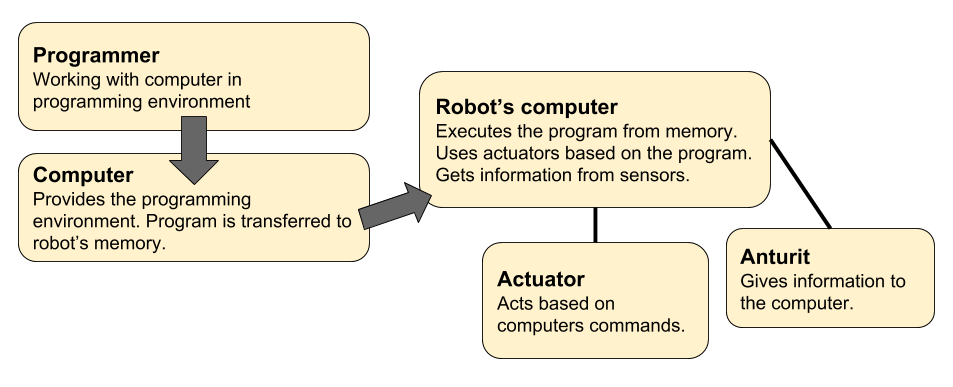 Programmer
Working with computer in
programming environment
Computer
Provides the programming
environment. Program is transferred to
robot's memory.
Robot's computer
Executes the program from memory.
Uses actuators based on the program.
Gets information from sensors.
Actuator
Acts based on
computers commands.
Anturit
Gives information to
the computer.